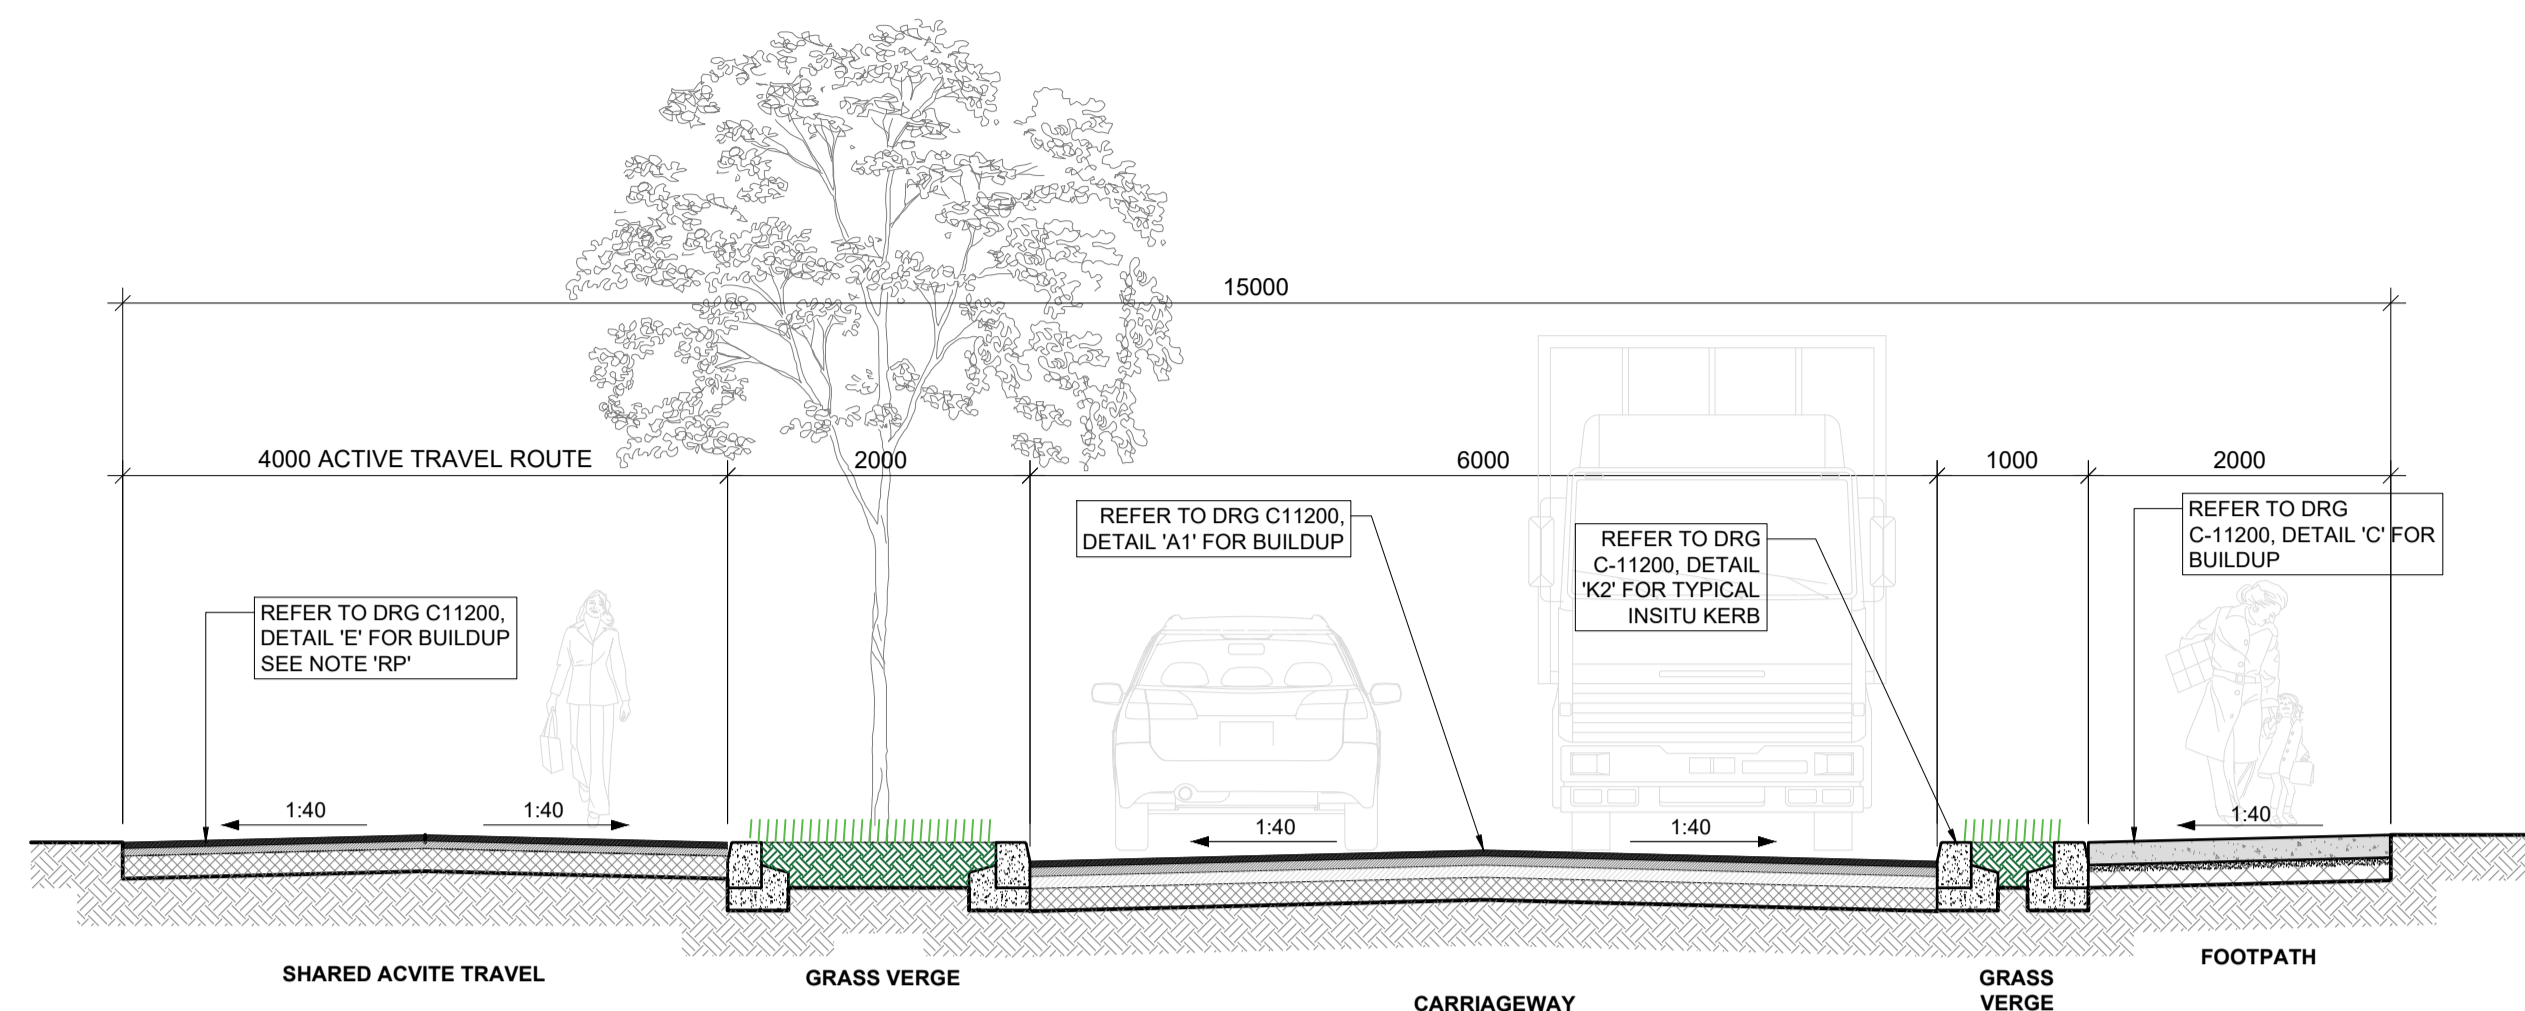 15000
4000 ACTIVE TRAVEL ROUTE
2000
6000
1000
2000
REFER TO DRG C11200,
DETAIL 'E' FOR BUILDUP
SEE NOTE 'RP'
REFER TO DRG C11200,
DETAIL 'A1' FOR BUILDUP
REFER TO DRG
C-11200, DETAIL
'K2' FOR TYPICAL
INSITU KERB
REFER TO DRG
C-11200, DETAIL 'C' FOR
BUILDUP
1:40
1:40
1:40
1:40
1:40
SHARED ACVITE TRAVEL
GRASS VERGE
CARRIAGEWAY
GRASS
VERGE
FOOTPATH